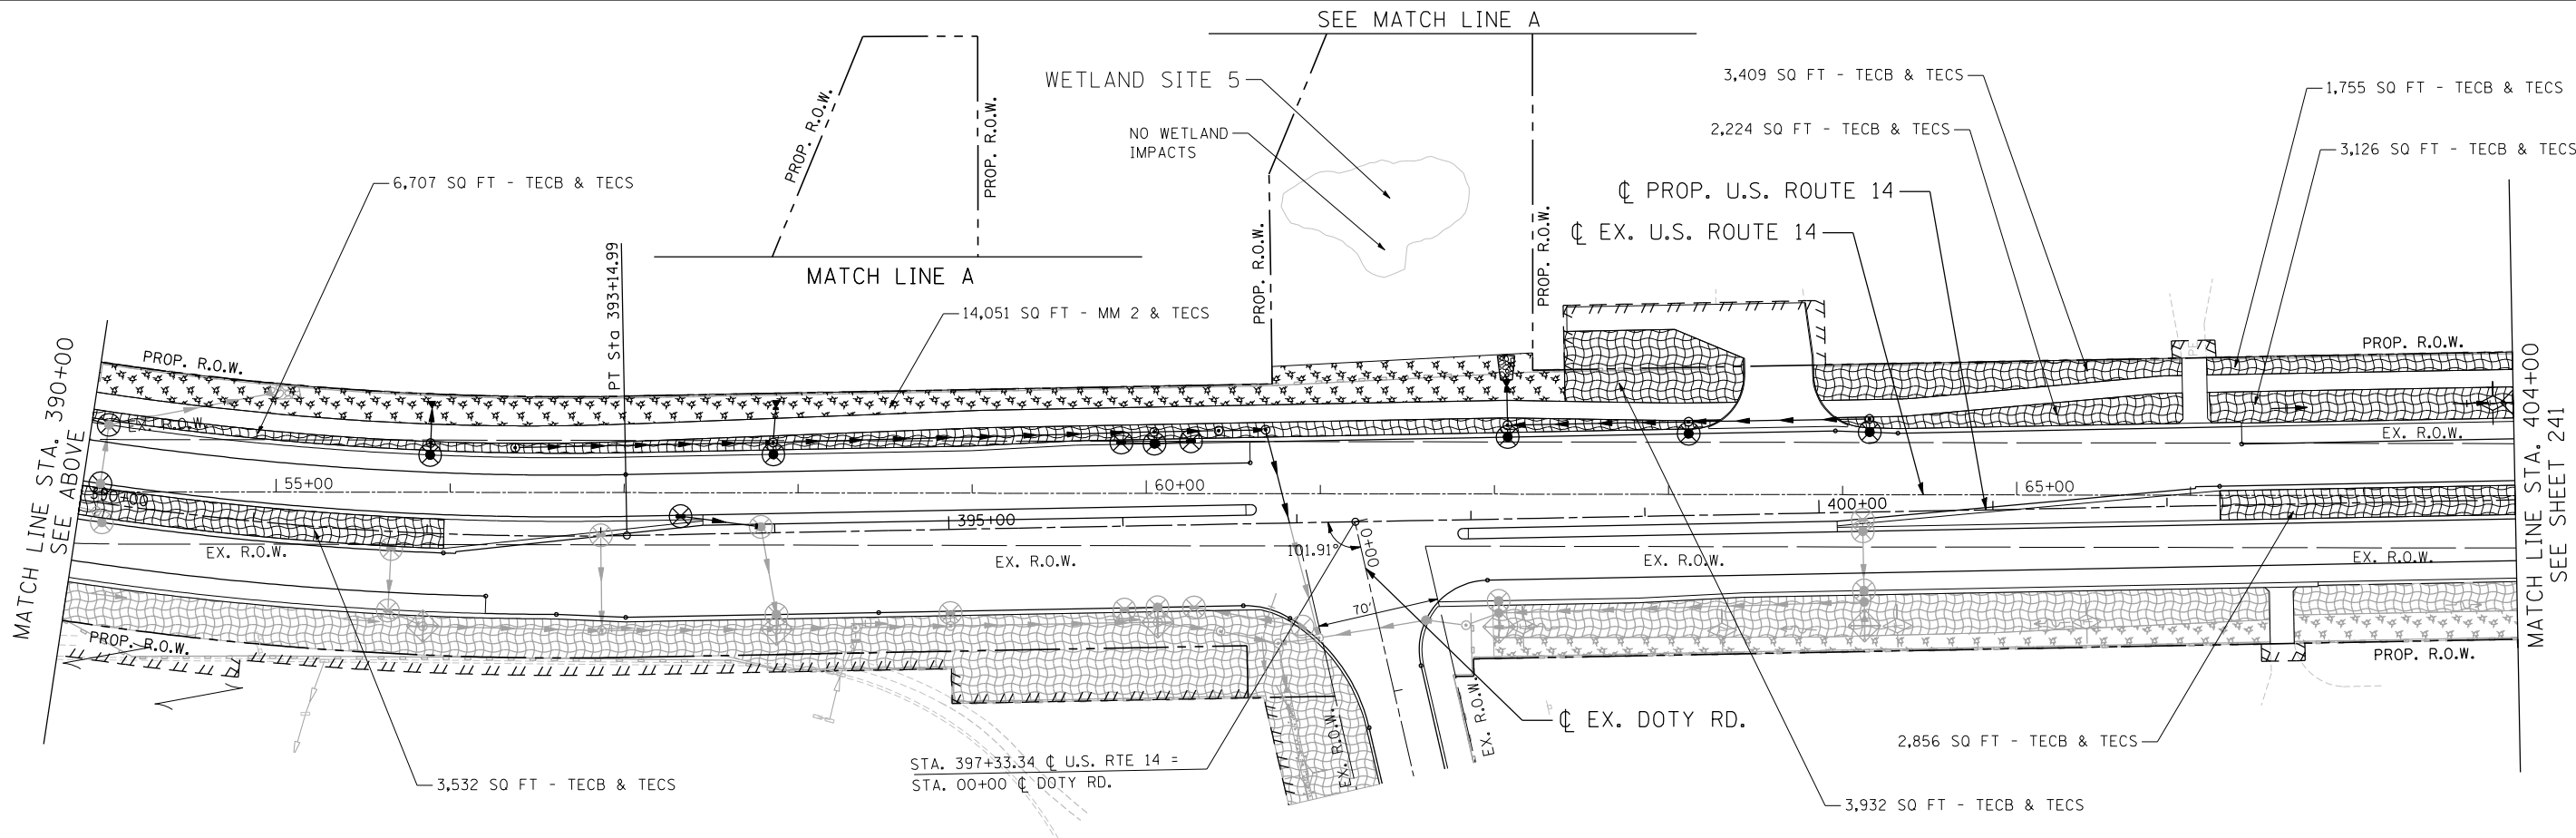 SEE MATCH LINE A
WETLAND SITE 5
NO WETLAND
IMPACTS
3,409 SQ FT - TECB & TECS
2,224 SQ FT - TECB & TECS
1,755 SQ FT - TECB & TECS
3,126 SQ FT - TECB & TECS
℄ PROP. U.S. ROUTE 14
℄ EX. U.S. ROUTE 14
6,707 SQ FT - TECB & TECS
PROP. R.O.W.
PROP. R.O.W.
MATCH LINE A
14,051 SQ FT - MM 2 & TECS
PT Sta 393+14.99
PROP. R.O.W.
PROP. R.O.W.
MATCH LINE STA. 390+00
SEE ABOVE
PROP. R.O.W.
EX. R.O.W.
PROP. R.O.W.
EX. R.O.W.
390+00
55+00
60+00
65+00
395+00
400+00
EX. R.O.W.
EX. R.O.W.
EX. R.O.W.
EX. R.O.W.
101.91°
00+0
70'
PROP. R.O.W.
PROP. R.O.W.
EX. R.O.W.
EX. R.O.W.
℄ EX. DOTY RD.
STA. 397+33.34 ℄ U.S. RTE 14 =
STA. 00+00 ℄ DOTY RD.
3,532 SQ FT - TECB & TECS
2,856 SQ FT - TECB & TECS
3,932 SQ FT - TECB & TECS
MATCH LINE STA. 404+00
SEE SHEET 241